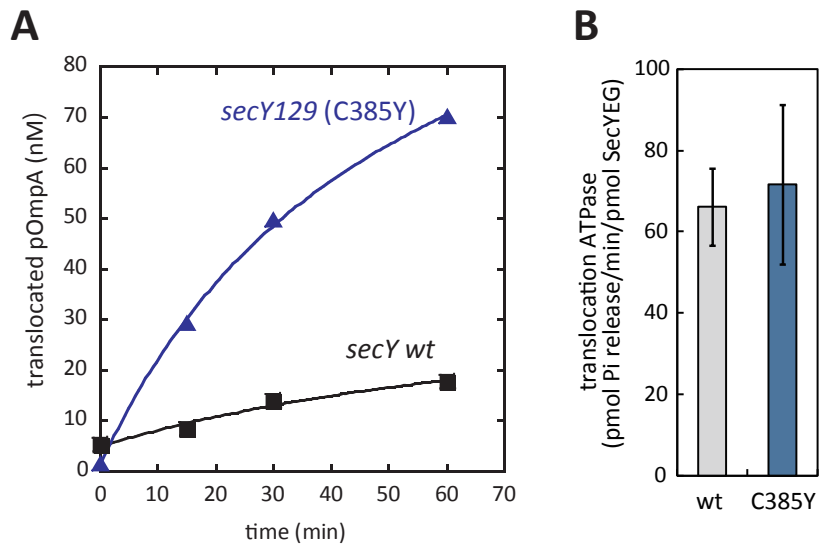 A
80
70
60
50
40
30
20
10
0
translocated pOmpA (nM)
secY129 (C385Y)
secY wt
0
10
20
30
40
50
60
70
time (min)
B
100
80
60
40
20
0
translocation ATPase
(pmol Pi release/min/pmol SecYEG)
wt
C385Y